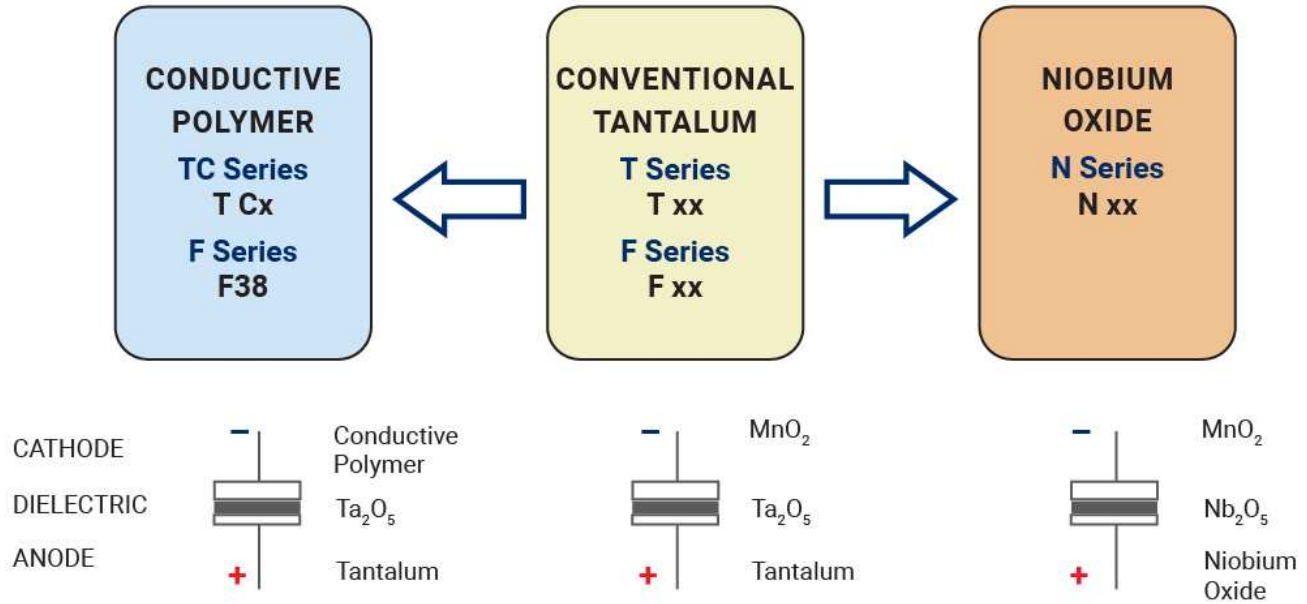 CONDUCTIVE
POLYMER
TC Series
T Cx
F Series
F38
CONVENTIONAL
TANTALUM
T Series
T xx
F Series
F xx
NIOBIUM
OXIDE
N Series
N xx
CATHODE
DIELECTRIC
ANODE
−
Conductive
Polymer
Ta₂O₅
+
Tantalum
−
MnO₂
Ta₂O₅
+
Tantalum
−
MnO₂
Nb₂O₅
+
Niobium
Oxide